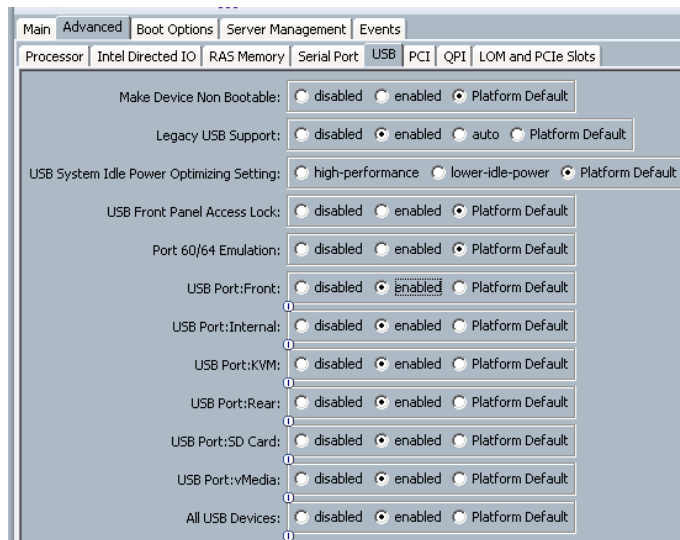 Main Advanced Boot Options Server Management Events
Processor Intel Directed IO RAS Memory Serial Port USB PCI QPI LOM and PCIe Slots
Make Device Non Bootable: disabled enabled Platform Default
Legacy USB Support: disabled enabled auto Platform Default
USB System Idle Power Optimizing Setting: high-performance lower-idle-power Platform Default
USB Front Panel Access Lock: disabled enabled Platform Default
Port 60/64 Emulation: disabled enabled Platform Default
USB Port:Front: disabled enabled Platform Default
USB Port:Internal: disabled enabled Platform Default
USB Port:KVM: disabled enabled Platform Default
USB Port:Rear: disabled enabled Platform Default
USB Port:SD Card: disabled enabled Platform Default
USB Port:vMedia: disabled enabled Platform Default
All USB Devices: disabled enabled Platform Default